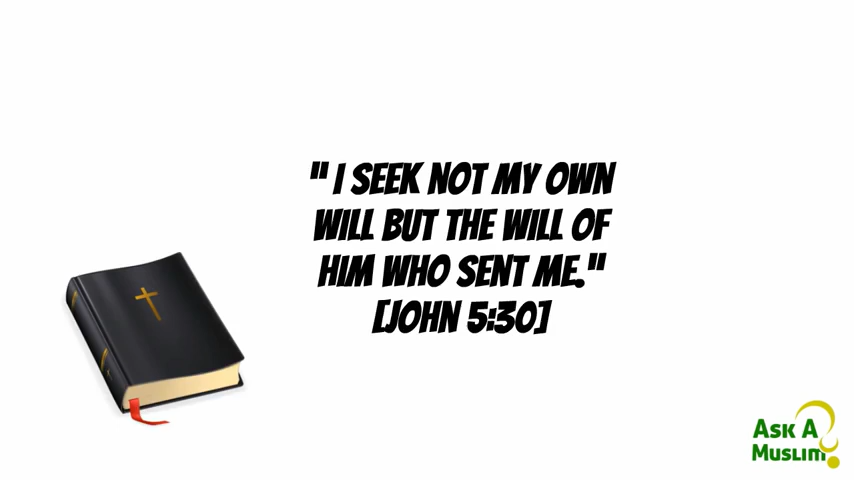 " I SEEK NOT MY OWN
WILL BUT THE WILL OF
HIM WHO SENT ME."
[JOHN 5:30]
ASK A
MUSLIM?